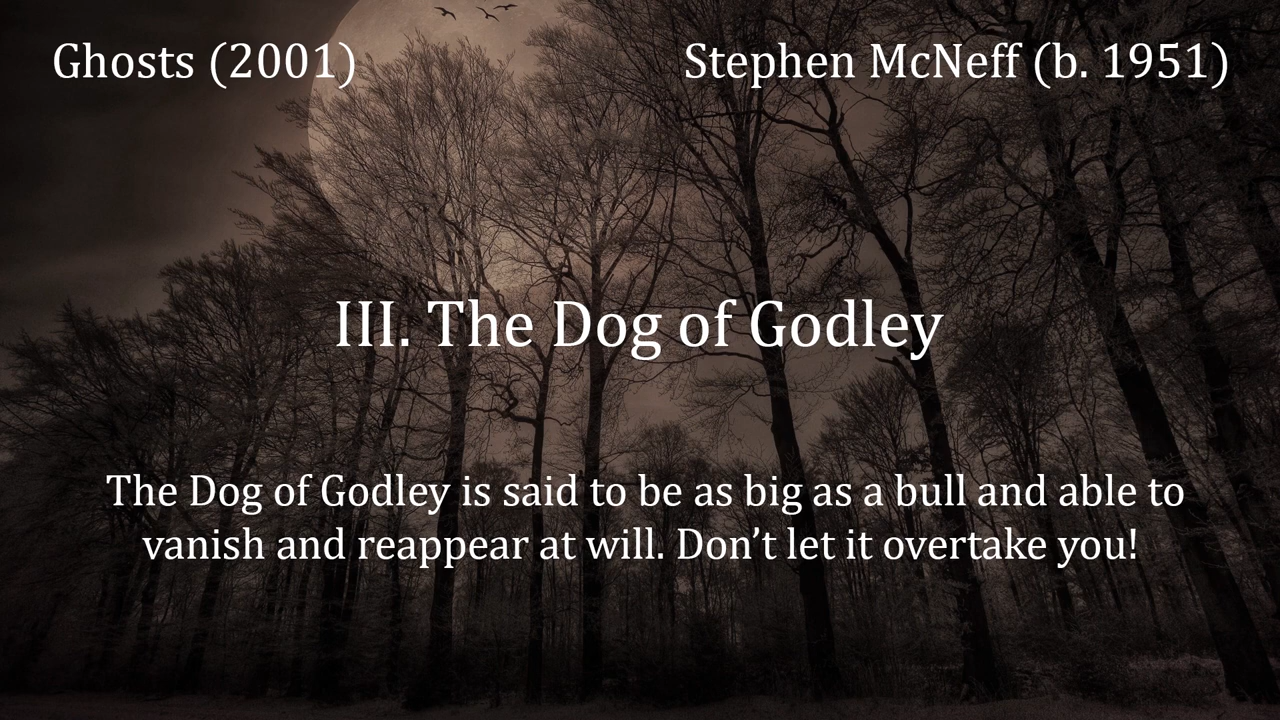 Ghosts (2001)
Stephen McNeff (b. 1951)
III. The Dog of Godley
The Dog of Godley is said to be as big as a bull and able to
vanish and reappear at will. Don’t let it overtake you!